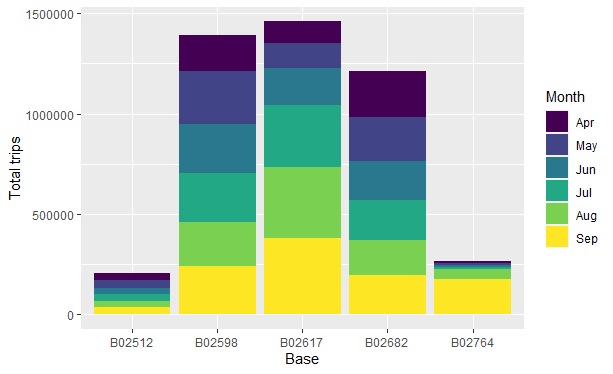 1500000
1000000
500000
0
Total trips
B02512 B02598 B02617 B02682 B02764
Base
Month
Apr
May
Jun
Jul
Aug
Sep